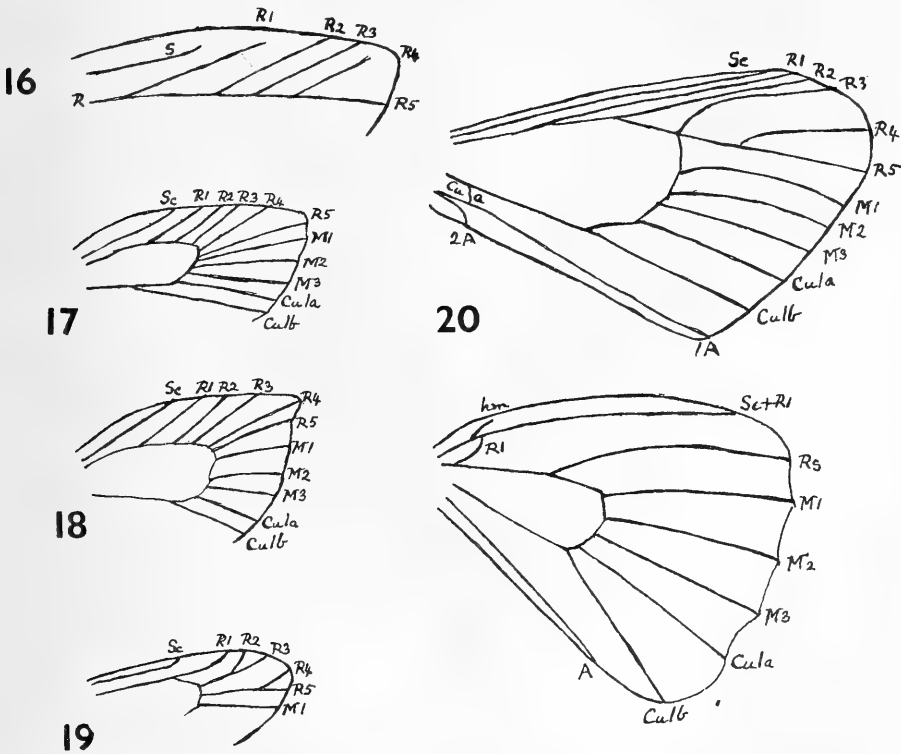 16
R1
R2
R3
R4
R5
S
R
17
Sc
R1
R2
R3
R4
R5
M1
M2
M3
Cu1a
Cu1b
18
Sc
R1
R2
R3
R4
R5
M1
M2
M3
Cu1a
Cu1b
19
Sc
R1
R2
R3
R4
R5
M1
20
Sc
R1
R2
R3
R4
R5
M1
M2
M3
Cu1a
Cu1b
1A
Cu
a
2A
hm
R1
Sc+R1
Rs
M1
M2
M3
Cu1a
Cu1b
A